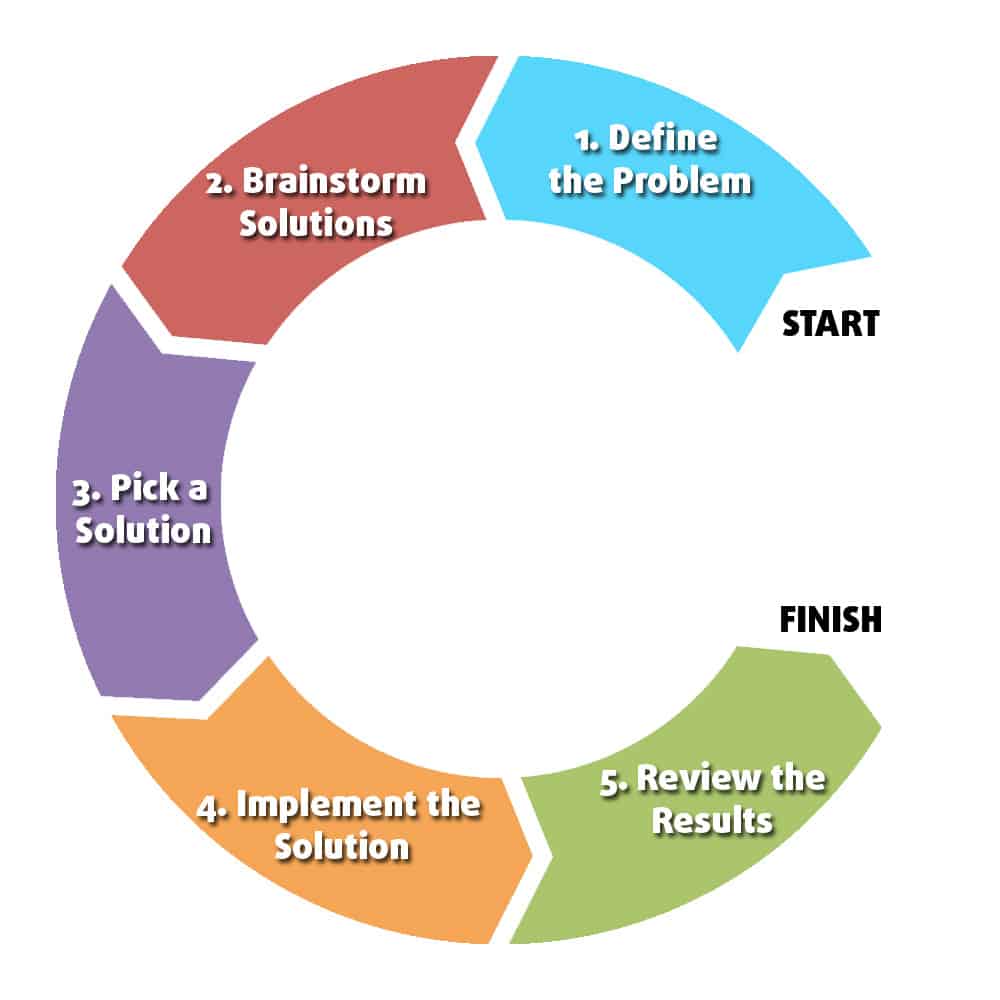 1. Define
the Problem
2. Brainstorm
Solutions
START
3. Pick a
Solution
FINISH
4. Implement the
Solution
5. Review the
Results